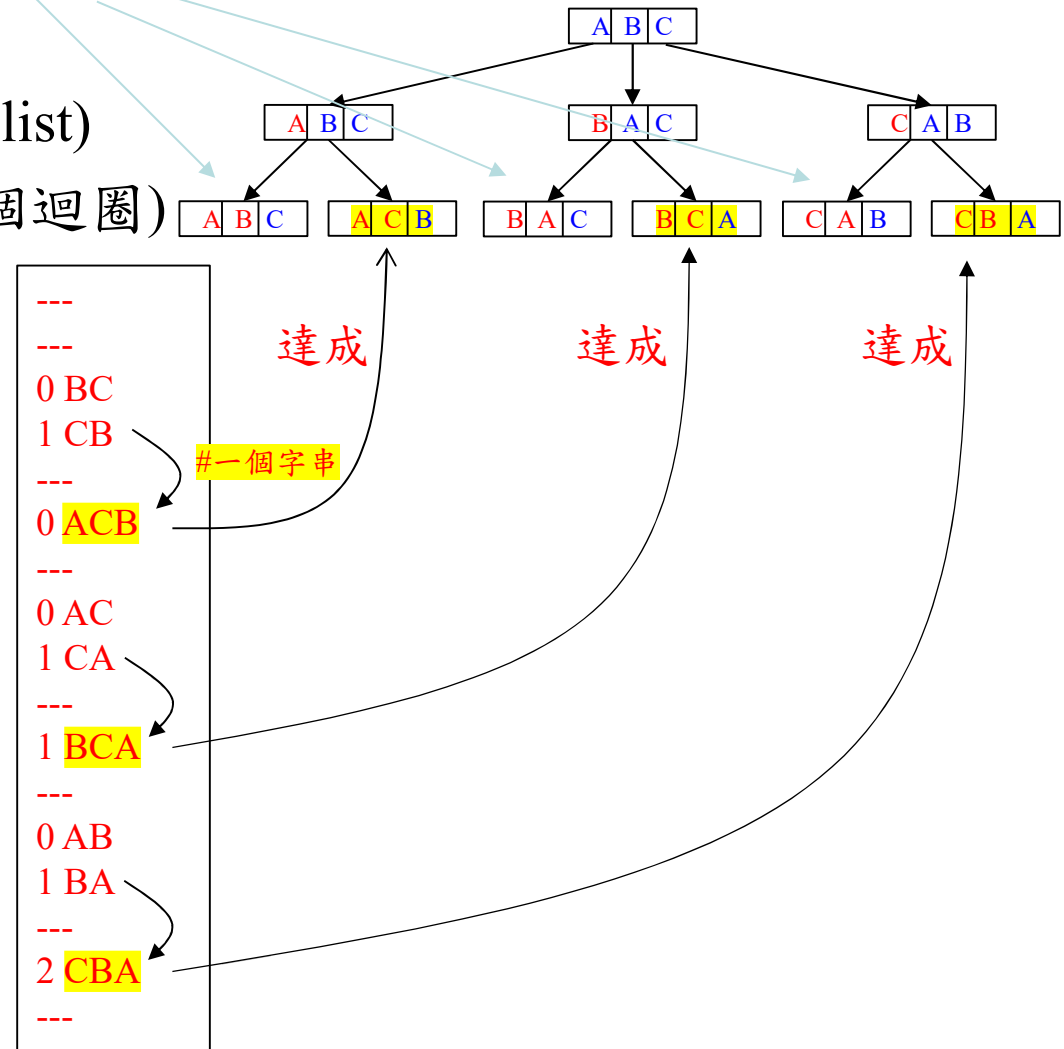 A B C
list)
A B C
B A C
C A B
個迴圈)
A B C
A C B
B A C
B C A
C A B
C B A
---
---
0 BC
1 CB
---
0 ACB
---
0 AC
1 CA
---
1 BCA
---
0 AB
1 BA
---
2 CBA
---
#一個字串
達成
達成
達成